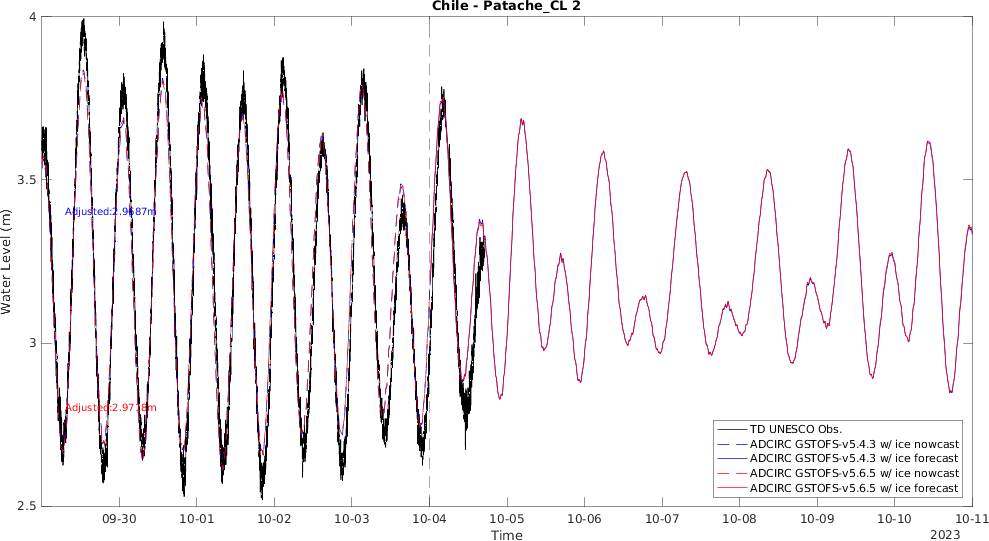 Chile - Patache_CL 2
4
3.5
3
2.5
Water Level (m)
Adjusted:2.9687m
Adjusted:2.9718m
TD UNESCO Obs.
ADCIRC GSTOFS-v5.4.3 w/ ice nowcast
ADCIRC GSTOFS-v5.4.3 w/ ice forecast
ADCIRC GSTOFS-v5.6.5 w/ ice nowcast
ADCIRC GSTOFS-v5.6.5 w/ ice forecast
09-30 10-01 10-02 10-03 10-04 10-05 10-06 10-07 10-08 10-09 10-10 10-11
Time
2023